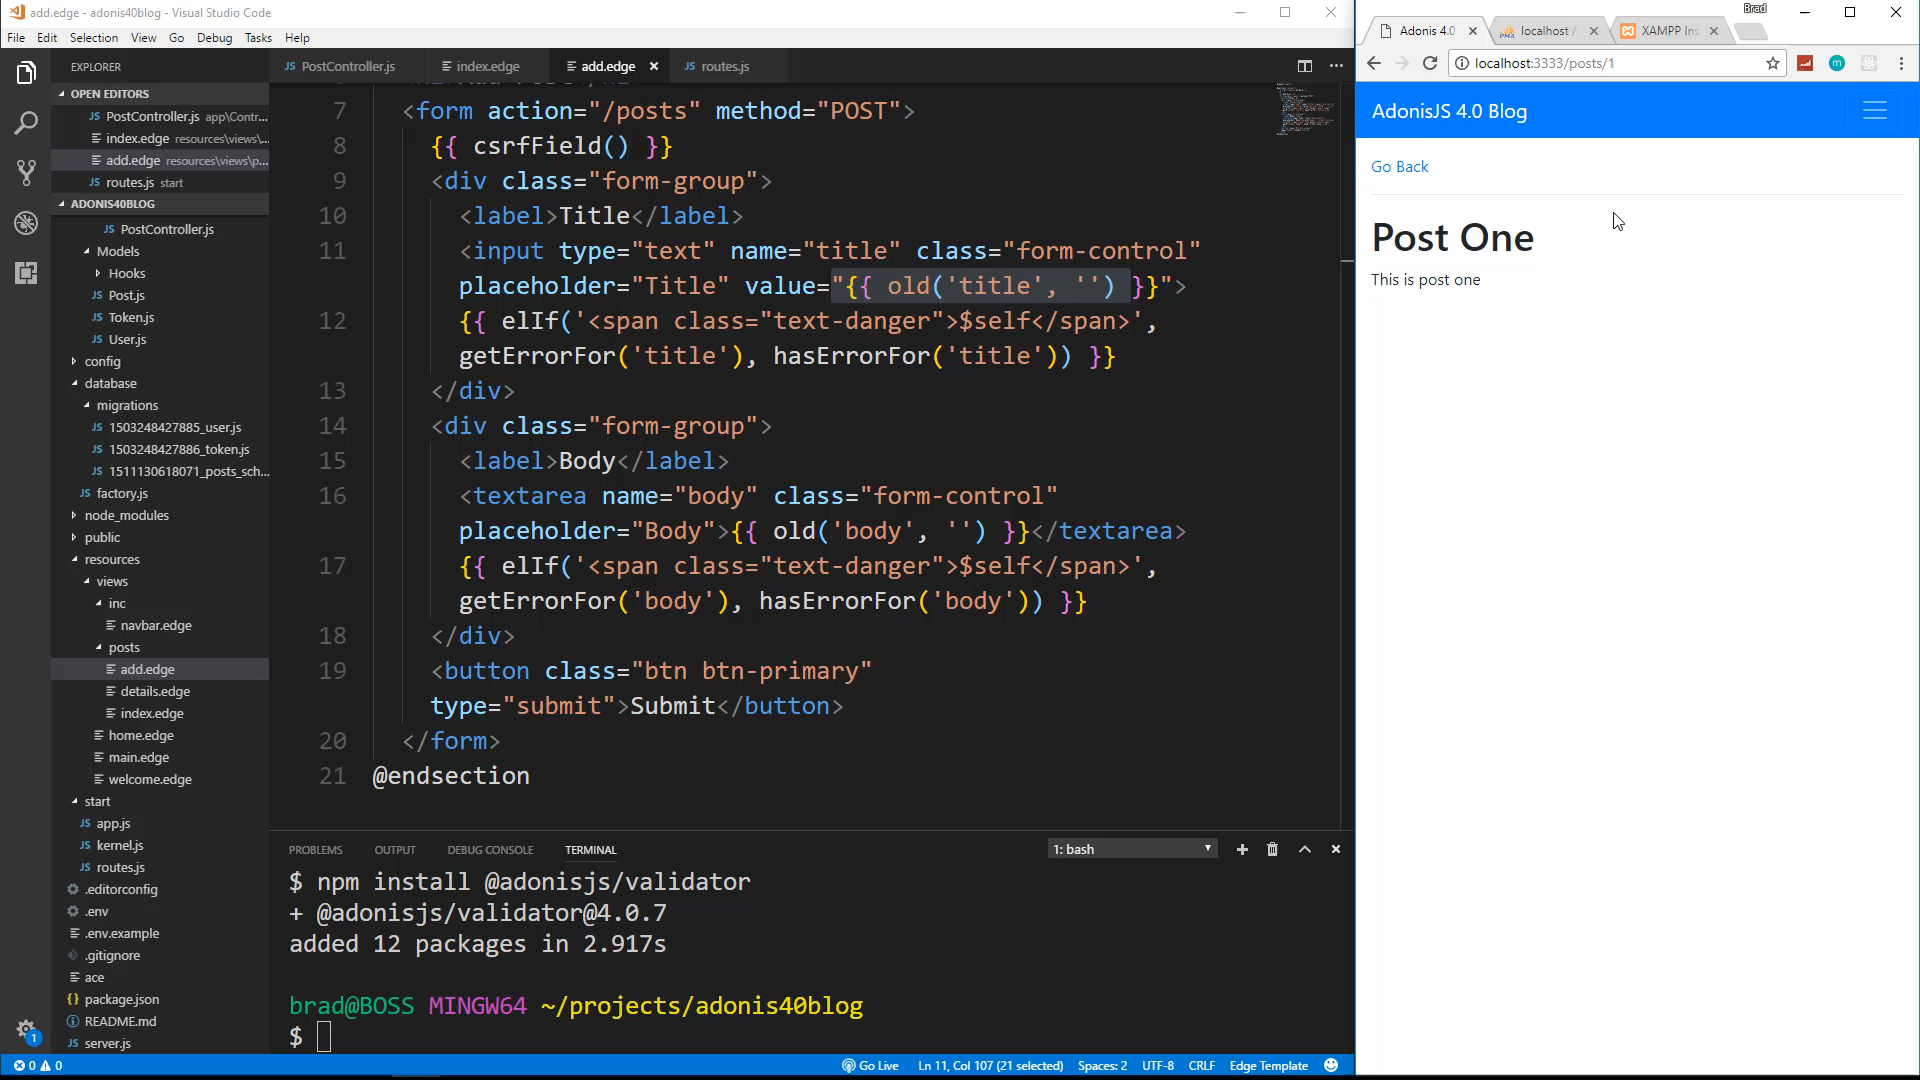 add.edge - adonis40blog - Visual Studio Code
File Edit Selection View Go Debug Tasks Help
EXPLORER
OPEN EDITORS
PostController.js app\Contr...
index.edge resources\views\...
add.edge resources\views\p...
routes.js start
ADONIS40BLOG
PostController.js
Models
Hooks
Post.js
Token.js
User.js
config
database
migrations
1503248427885_user.js
1503248427886_token.js
1511130618071_posts_sch...
factory.js
node_modules
public
resources
views
inc
navbar.edge
posts
add.edge
details.edge
index.edge
home.edge
main.edge
welcome.edge
start
app.js
kernel.js
routes.js
.editorconfig
.env
.env.example
.gitignore
ace
package.json
README.md
server.js
PostController.js index.edge add.edge routes.js
7 <form action="/posts" method="POST">
8 {{ csrfField() }}
9 <div class="form-group">
10 <label>Title</label>
11 <input type="text" name="title" class="form-control"
placeholder="Title" value="{{ old('title', '') }}">
12 {{ elIf('<span class="text-danger">$self</span>',
getErrorFor('title'), hasErrorFor('title')) }}
13 </div>
14 <div class="form-group">
15 <label>Body</label>
16 <textarea name="body" class="form-control"
placeholder="Body">{{ old('body', '') }}</textarea>
17 {{ elIf('<span class="text-danger">$self</span>',
getErrorFor('body'), hasErrorFor('body')) }}
18 </div>
19 <button class="btn btn-primary"
type="submit">Submit</button>
20 </form>
21 @endsection
PROBLEMS OUTPUT DEBUG CONSOLE TERMINAL 1: bash
$ npm install @adonisjs/validator
+ @adonisjs/validator@4.0.7
added 12 packages in 2.917s
brad@BOSS MINGW64 ~/projects/adonis40blog
$
1
0 0 Go Live Ln 11, Col 107 (21 selected) Spaces: 2 UTF-8 CRLF Edge Template
Brad
Adonis 4.0 localhost / XAMPP Ins
localhost:3333/posts/1
AdonisJS 4.0 Blog
Go Back
Post One
This is post one